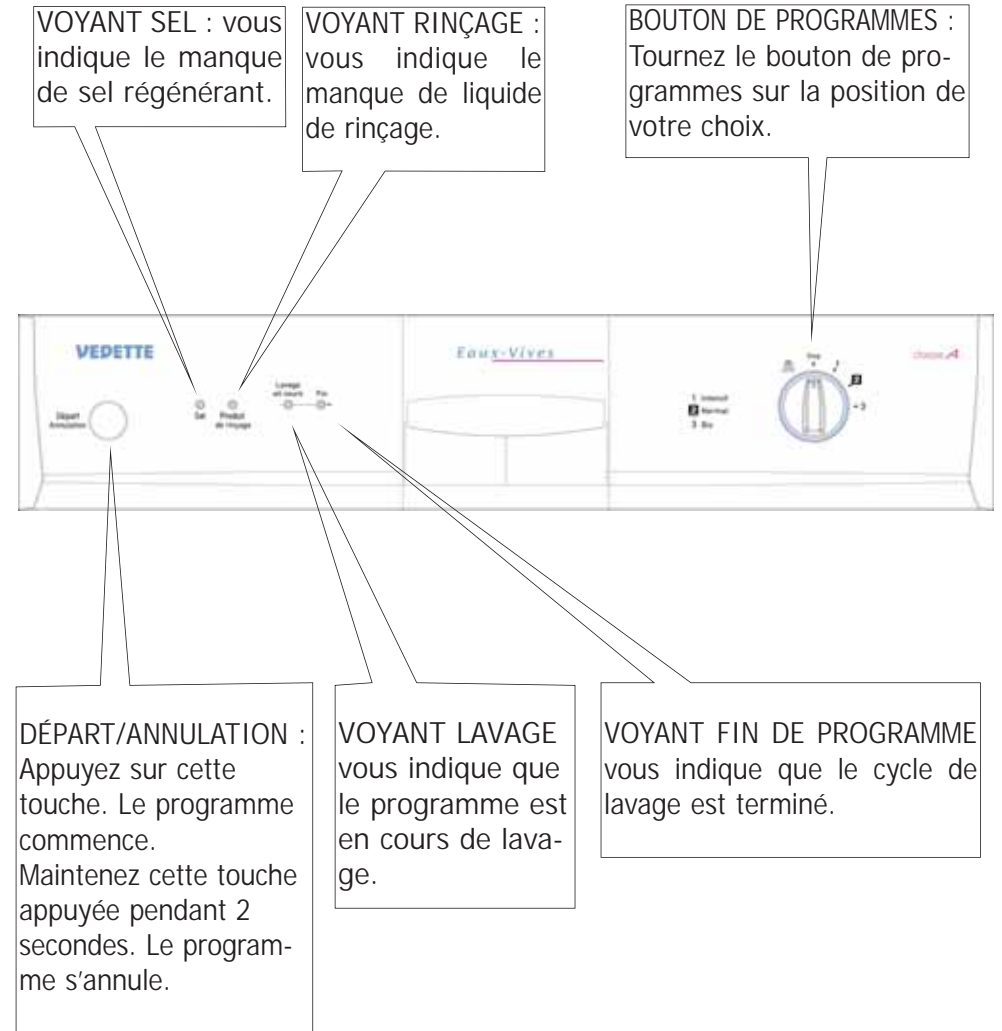 VOYANT SEL : vous
indique le manque
de sel régénérant.
VOYANT RINÇAGE :
vous indique le
manque de liquide
de rinçage.
BOUTON DE PROGRAMMES :
Tournez le bouton de pro-
grammes sur la position de
votre choix.
VEDETTE
Eaux-Vives
classe A
Départ
Annulation
Sel
Produit
de rinçage
Lavage
en cours
Fin
1 Intensif
2 Normal
3 Bio
Stop
1
2
3
DÉPART/ANNULATION :
Appuyez sur cette
touche. Le programme
commence.
Maintenez cette touche
appuyée pendant 2
secondes. Le program-
me s'annule.
VOYANT LAVAGE
vous indique que
le programme est
en cours de lava-
ge.
VOYANT FIN DE PROGRAMME
vous indique que le cycle de
lavage est terminé.